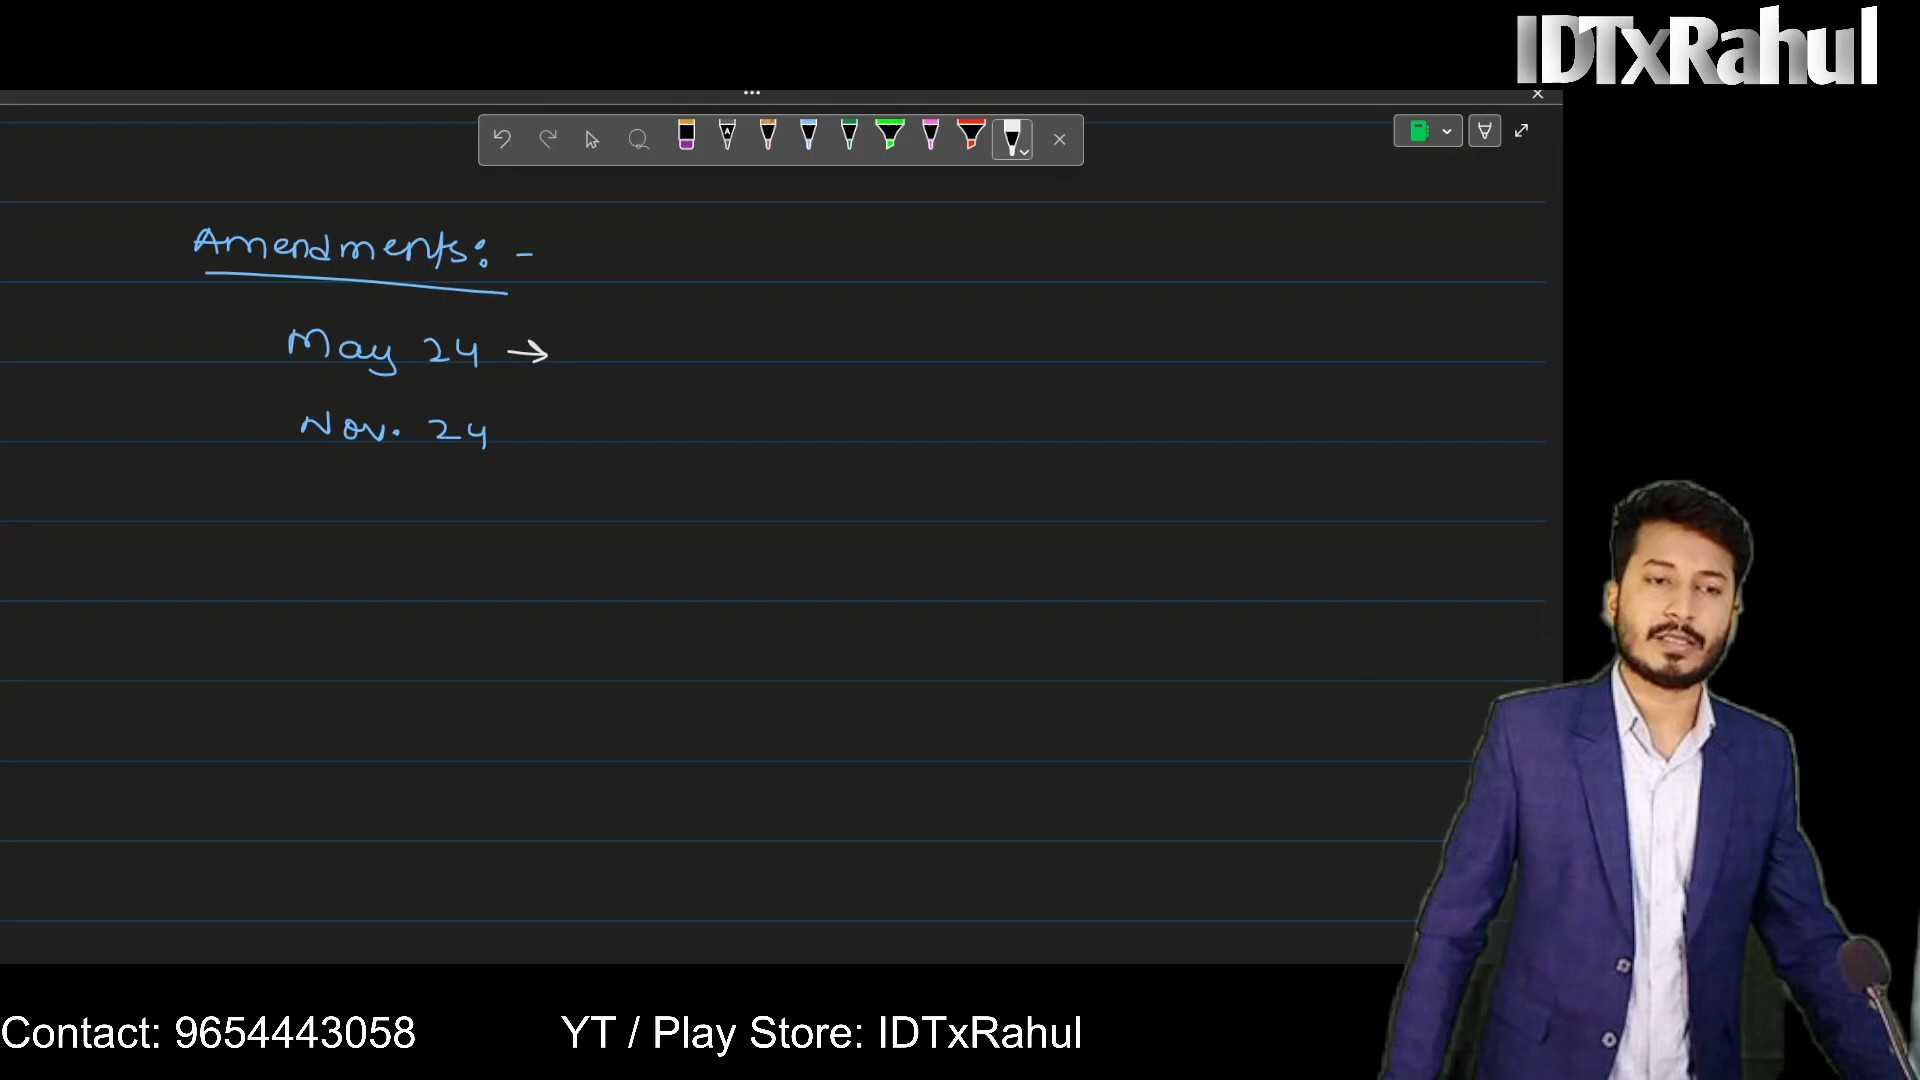 IDTxRahul
Amendments: -
May 24 →
Nov. 24
Contact: 9654443058
YT / Play Store: IDTxRahul